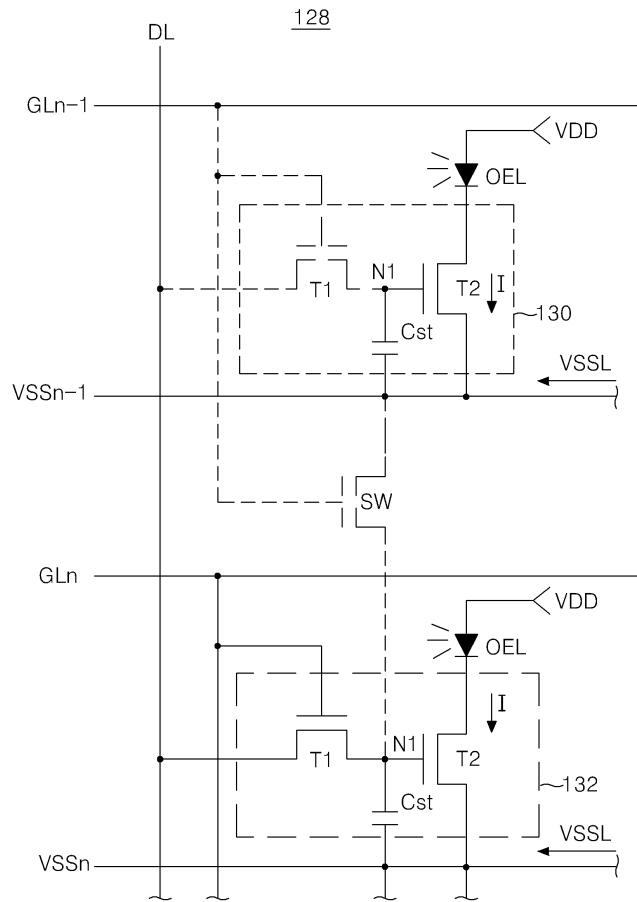 128
DL
GLn-1
VDD
OEL
N1
T1
T2
I
130
Cst
VSSL
VSSn-1
SW
GLn
VDD
OEL
I
N1
T1
T2
132
Cst
VSSL
VSSn